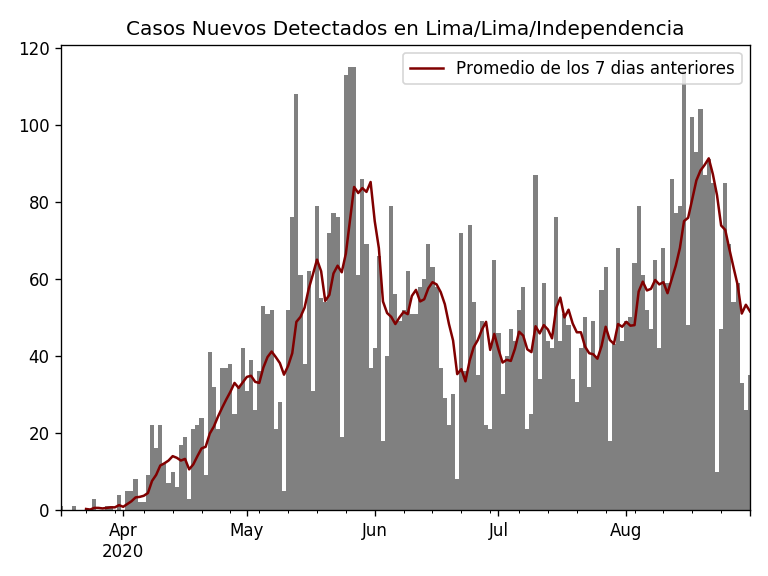 Casos Nuevos Detectados en Lima/Lima/Independencia
Promedio de los 7 dias anteriores
120
100
80
60
40
20
0
Apr
2020
May
Jun
Jul
Aug